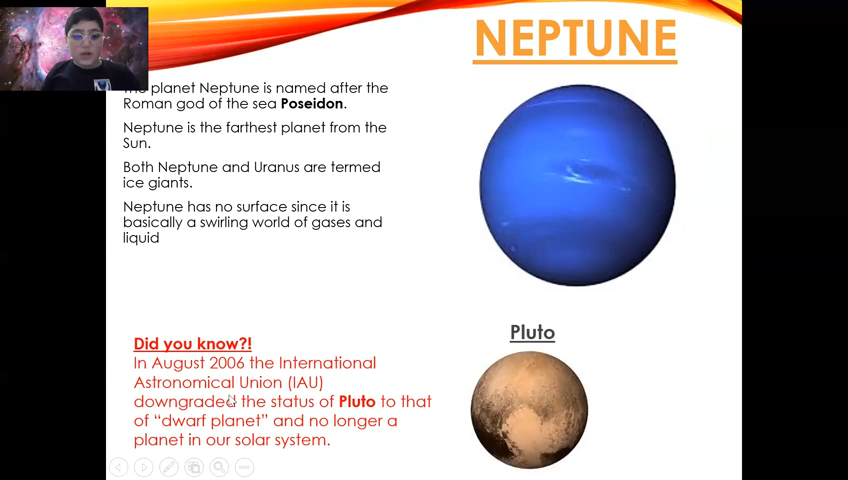 NEPTUNE
planet Neptune is named after the
Roman god of the sea Poseidon.
Neptune is the farthest planet from the
Sun.
Both Neptune and Uranus are termed
ice giants.
Neptune has no surface since it is
basically a swirling world of gases and
liquid
Pluto
Did you know?!
In August 2006 the International
Astronomical Union (IAU)
downgraded the status of Pluto to that
of “dwarf planet” and no longer a
planet in our solar system.